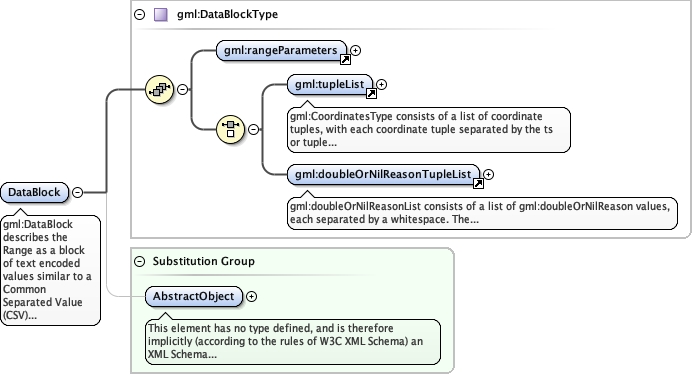 gml:DataBlockType
gml:rangeParameters
gml:tupleList
gml:CoordinatesType consists of a list of coordinate
tuples, with each coordinate tuple separated by the ts
or tuple...
gml:doubleOrNilReasonTupleList
gml:doubleOrNilReasonList consists of a list of gml:doubleOrNilReason values,
each separated by a whitespace. The...
DataBlock
gml:DataBlock
describes the
Range as a block
of text encoded
values similar to a
Common
Separated Value
(CSV)...
Substitution Group
AbstractObject
This element has no type defined, and is therefore
implicitly (according to the rules of W3C XML Schema) an
XML Schema...